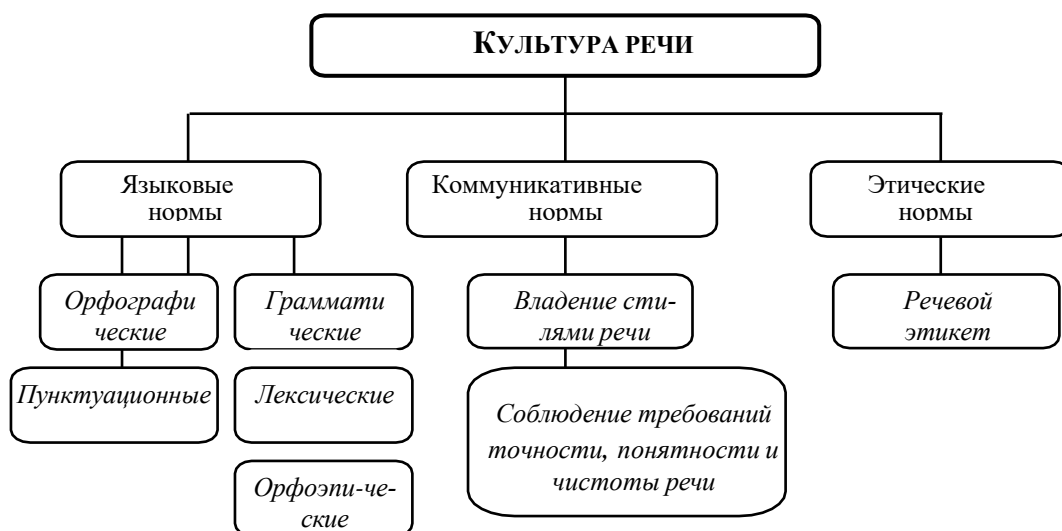 КУЛЬТУРА РЕЧИ
Языковые
нормы
Коммуникативные
нормы
Этические
нормы
Орфографи
ческие
Граммати
ческие
Владение сти-
лями речи
Речевой
этикет
Пунктуационные
Лексические
Соблюдение требований
точности, понятности и
чистоты речи
Орфоэпи-че-
ские